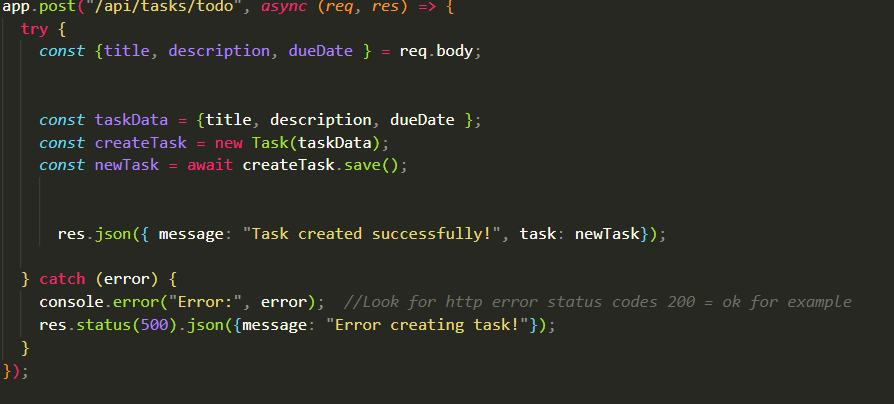 app.post("/api/tasks/todo", async (req, res) => {
try {
const {title, description, dueDate } = req.body;
const taskData = {title, description, dueDate };
const createTask = new Task(taskData);
const newTask = await createTask.save();
res.json({ message: "Task created successfully!", task: newTask});
} catch (error) {
console.error("Error:", error); //Look for http error status codes 200 = ok for example
res.status(500).json({message: "Error creating task!"});
}
});